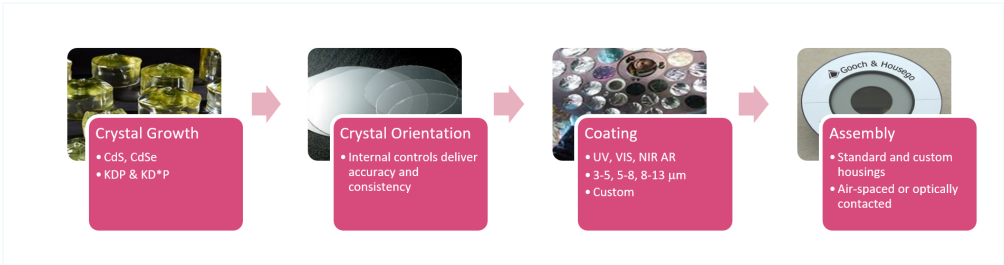 Crystal Growth
• CdS, CdSe
• KDP & KD*P
Crystal Orientation
• Internal controls deliver
accuracy and
consistency
Coating
• UV, VIS, NIR AR
• 3-5, 5-8, 8-13 µm
• Custom
Gooch & Housego
Assembly
• Standard and custom
housings
• Air-spaced or optically
contacted